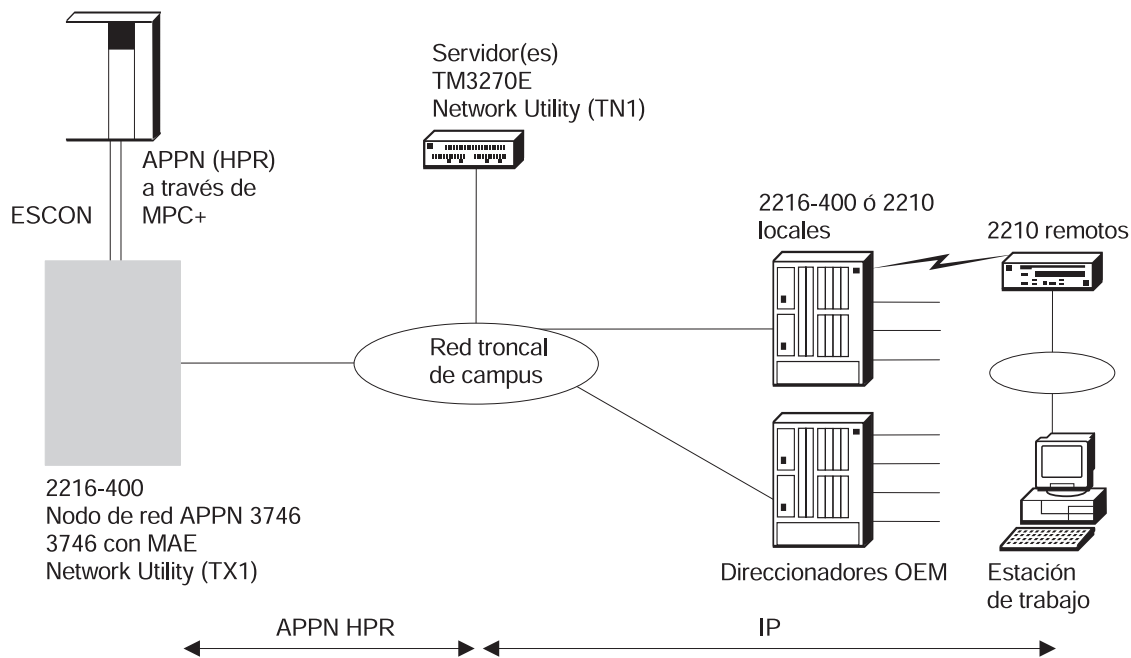 Servidor(es)
TM3270E
Network Utility (TN1)
APPN (HPR)
a través de
MPC+
ESCON
2216-400 ó 2210
locales
2210 remotos
Red troncal
de campus
2216-400
Nodo de red APPN 3746
3746 con MAE
Network Utility (TX1)
Direccionadores OEM
Estación
de trabajo
APPN HPR
IP